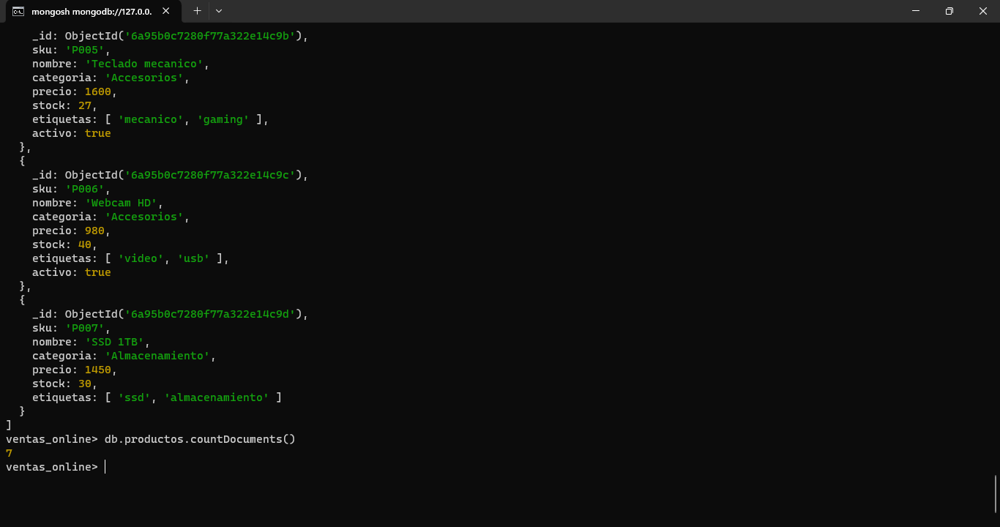 mongosh mongodb://127.0.0.
_id: ObjectId('6a95b0c7280f77a322e14c9b'),
sku: 'P005',
nombre: 'Teclado mecanico',
categoria: 'Accesorios',
precio: 1600,
stock: 27,
etiquetas: [ 'mecanico', 'gaming' ],
activo: true
},
{
_id: ObjectId('6a95b0c7280f77a322e14c9c'),
sku: 'P006',
nombre: 'Webcam HD',
categoria: 'Accesorios',
precio: 980,
stock: 40,
etiquetas: [ 'video', 'usb' ],
activo: true
},
{
_id: ObjectId('6a95b0c7280f77a322e14c9d'),
sku: 'P007',
nombre: 'SSD 1TB',
categoria: 'Almacenamiento',
precio: 1450,
stock: 30,
etiquetas: [ 'ssd', 'almacenamiento' ]
}
]
ventas_online> db.productos.countDocuments()
7
ventas_online>